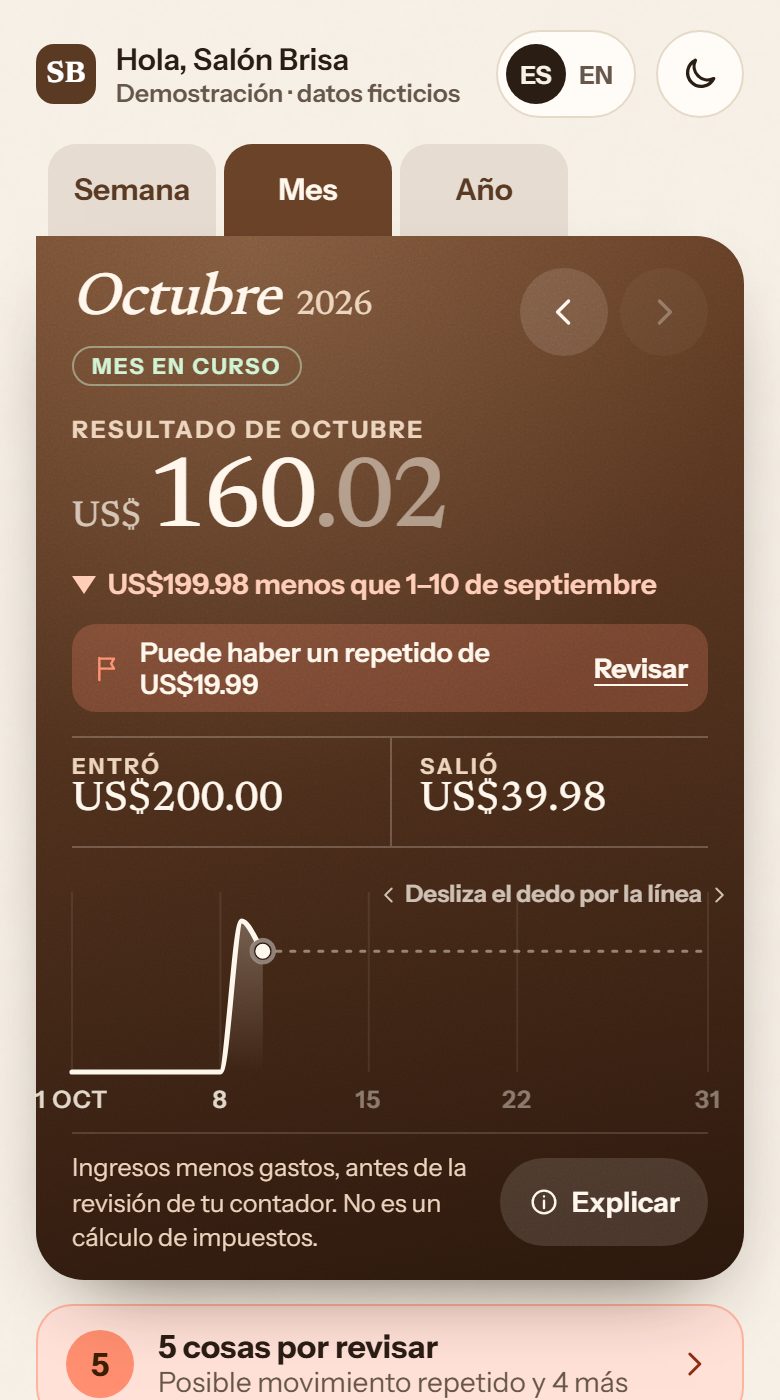 SB
Hola, Salón Brisa
Demostración · datos ficticios
ES
EN
Semana
Mes
Año
Octubre 2026
MES EN CURSO
RESULTADO DE OCTUBRE
US$ 160.02
US$199.98 menos que 1–10 de septiembre
Puede haber un repetido de
US$19.99
Revisar
ENTRÓ
US$200.00
SALIÓ
US$39.98
Desliza el dedo por la línea
1 OCT
8
15
22
31
Ingresos menos gastos, antes de la
revisión de tu contador. No es un
cálculo de impuestos.
Explicar
5
5 cosas por revisar
Posible movimiento repetido y 4 más